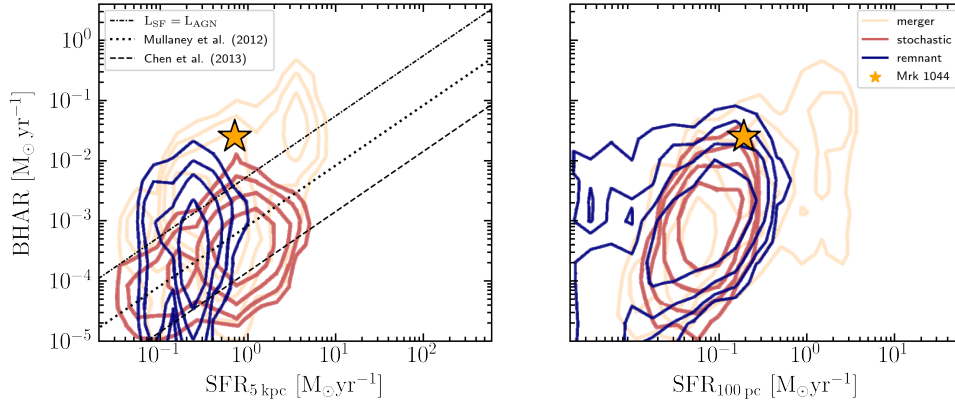 L_SF = L_AGN
Mullaney et al. (2012)
Chen et al. (2013)
merger
stochastic
remnant
Mrk 1044
10^0
10^-1
10^-2
10^-3
10^-4
10^-5
BHAR [M_⊙ yr^-1]
10^-1 10^0 10^1 10^2
10^-1 10^0 10^1
SFR_5 kpc [M_⊙yr^-1]
SFR_100 pc [M_⊙yr^-1]